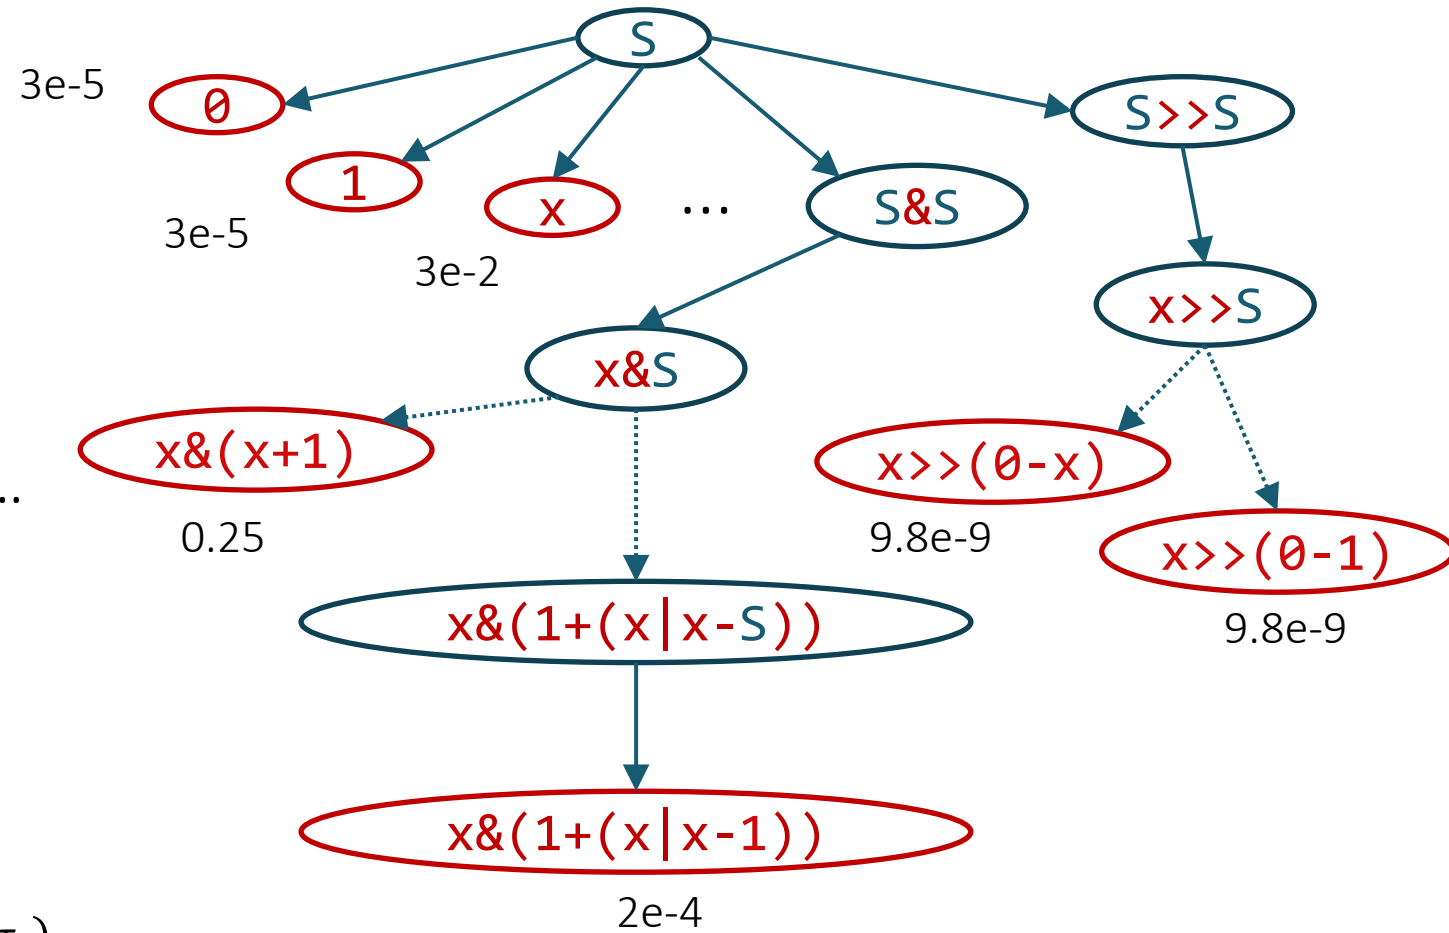 S
3e-5
0
S>>S
1
x
...
S&S
3e-5
3e-2
x>>S
x&S
x&(x+1)
x>>(0-x)
...
0.25
9.8e-9
x>>(0-1)
x&(1+(x|x-S))
9.8e-9
x&(1+(x|x-1))
2e-4
)